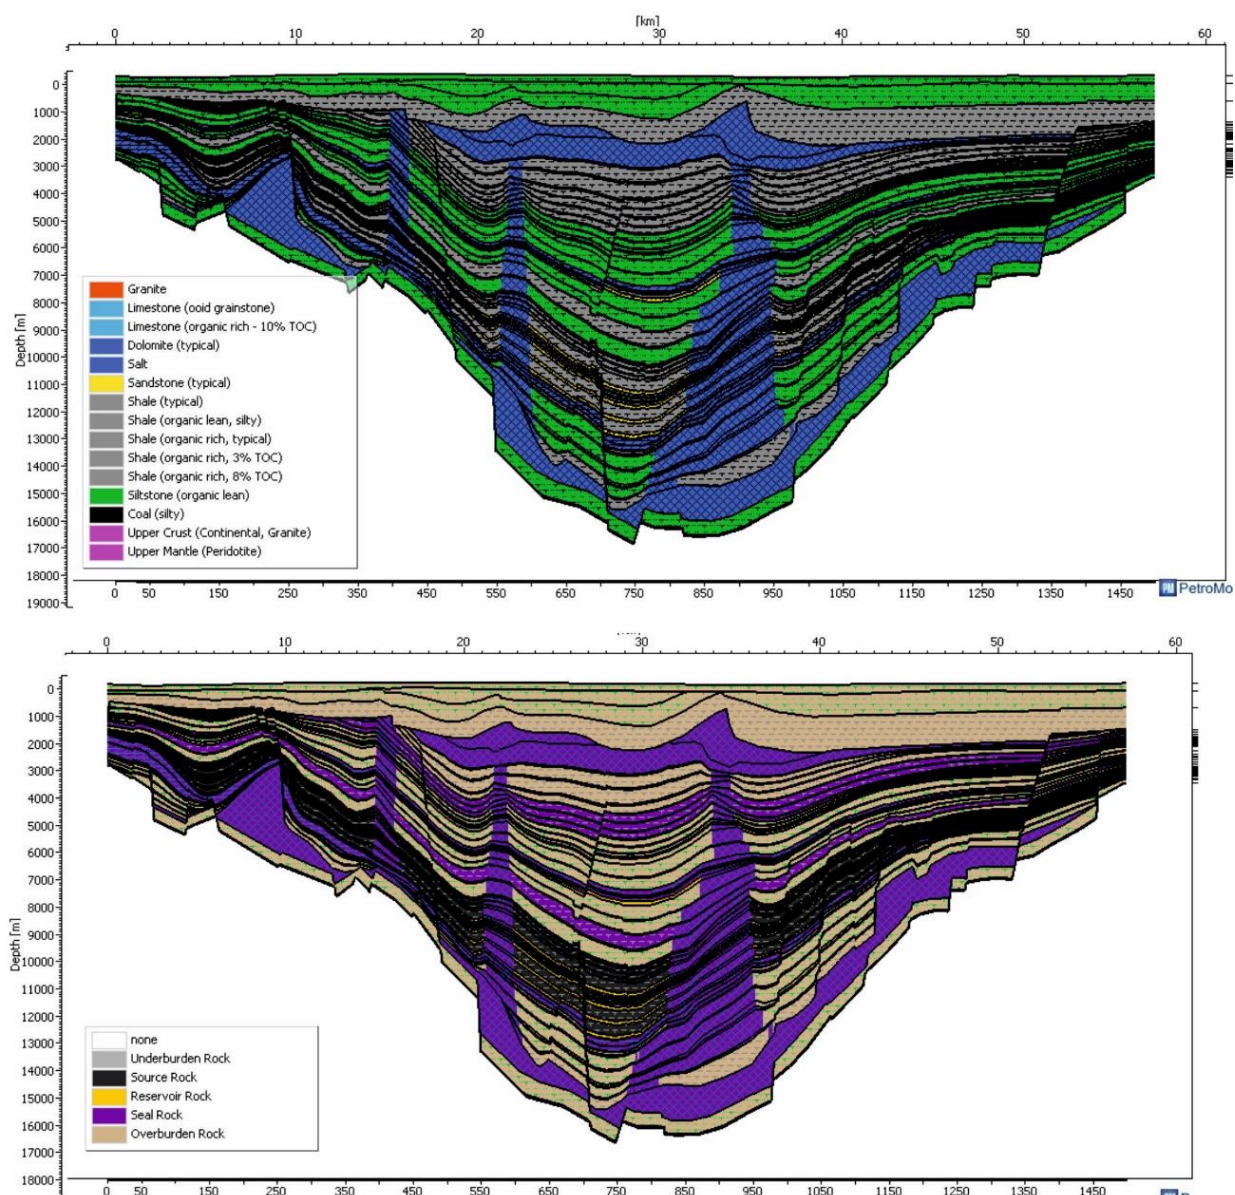 [km]
0 10 20 30 40 50 60
0
1000
2000
3000
4000
5000
6000
7000
8000
9000
10000
11000
12000
13000
14000
15000
16000
17000
18000
19000
Depth [m]
Granite
Limestone (ooid grainstone)
Limestone (organic rich - 10% TOC)
Dolomite (typical)
Salt
Sandstone (typical)
Shale (typical)
Shale (organic lean, silty)
Shale (organic rich, typical)
Shale (organic rich, 3% TOC)
Shale (organic rich, 8% TOC)
Siltstone (organic lean)
Coal (silty)
Upper Crust (Continental, Granite)
Upper Mantle (Peridotite)
0 50 150 250 350 450 550 650 750 850 950 1050 1150 1250 1350 1450
PM PetroMo
0 10 20 30 40 50 60
0
1000
2000
3000
4000
5000
6000
7000
8000
9000
10000
11000
12000
13000
14000
15000
16000
17000
18000
Depth [m]
none
Underburden Rock
Source Rock
Reservoir Rock
Seal Rock
Overburden Rock
0 50 150 250 350 450 550 650 750 850 950 1050 1150 1250 1350 1450